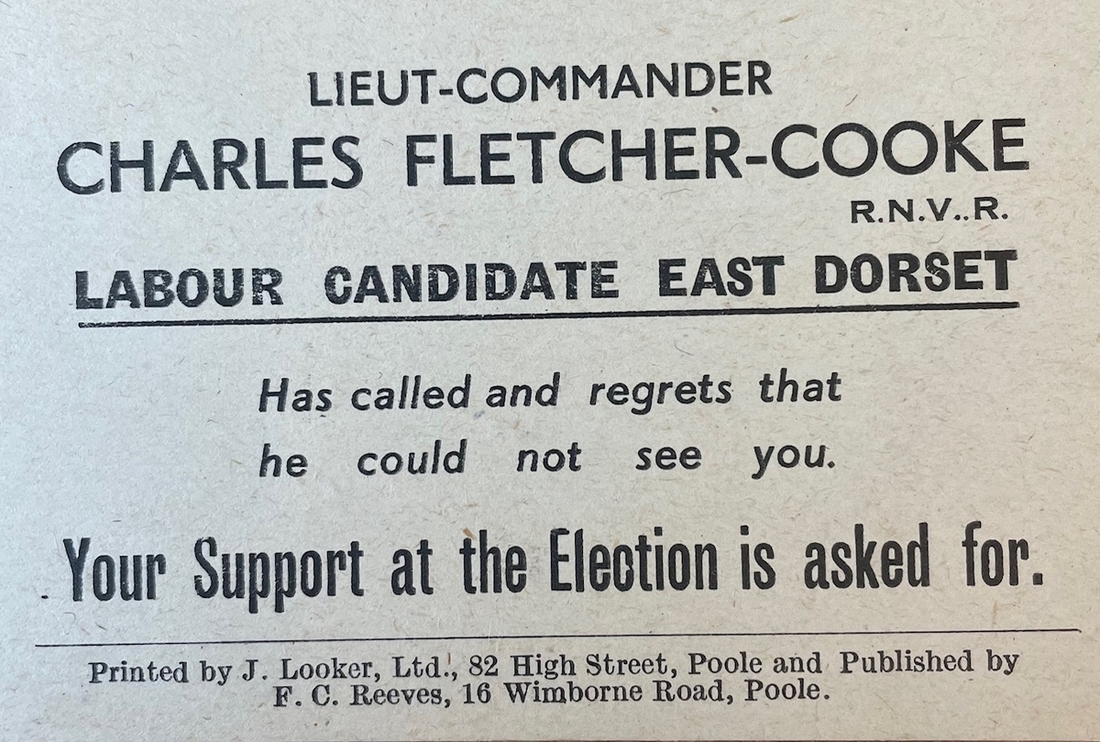 LIEUT-COMMANDER
CHARLES FLETCHER-COOKE
R.N.V..R.
LABOUR CANDIDATE EAST DORSET
Has called and regrets that
he could not see you.
Your Support at the Election is asked for.
Printed by J. Looker, Ltd., 82 High Street, Poole and Published by
F. C. Reeves, 16 Wimborne Road, Poole.